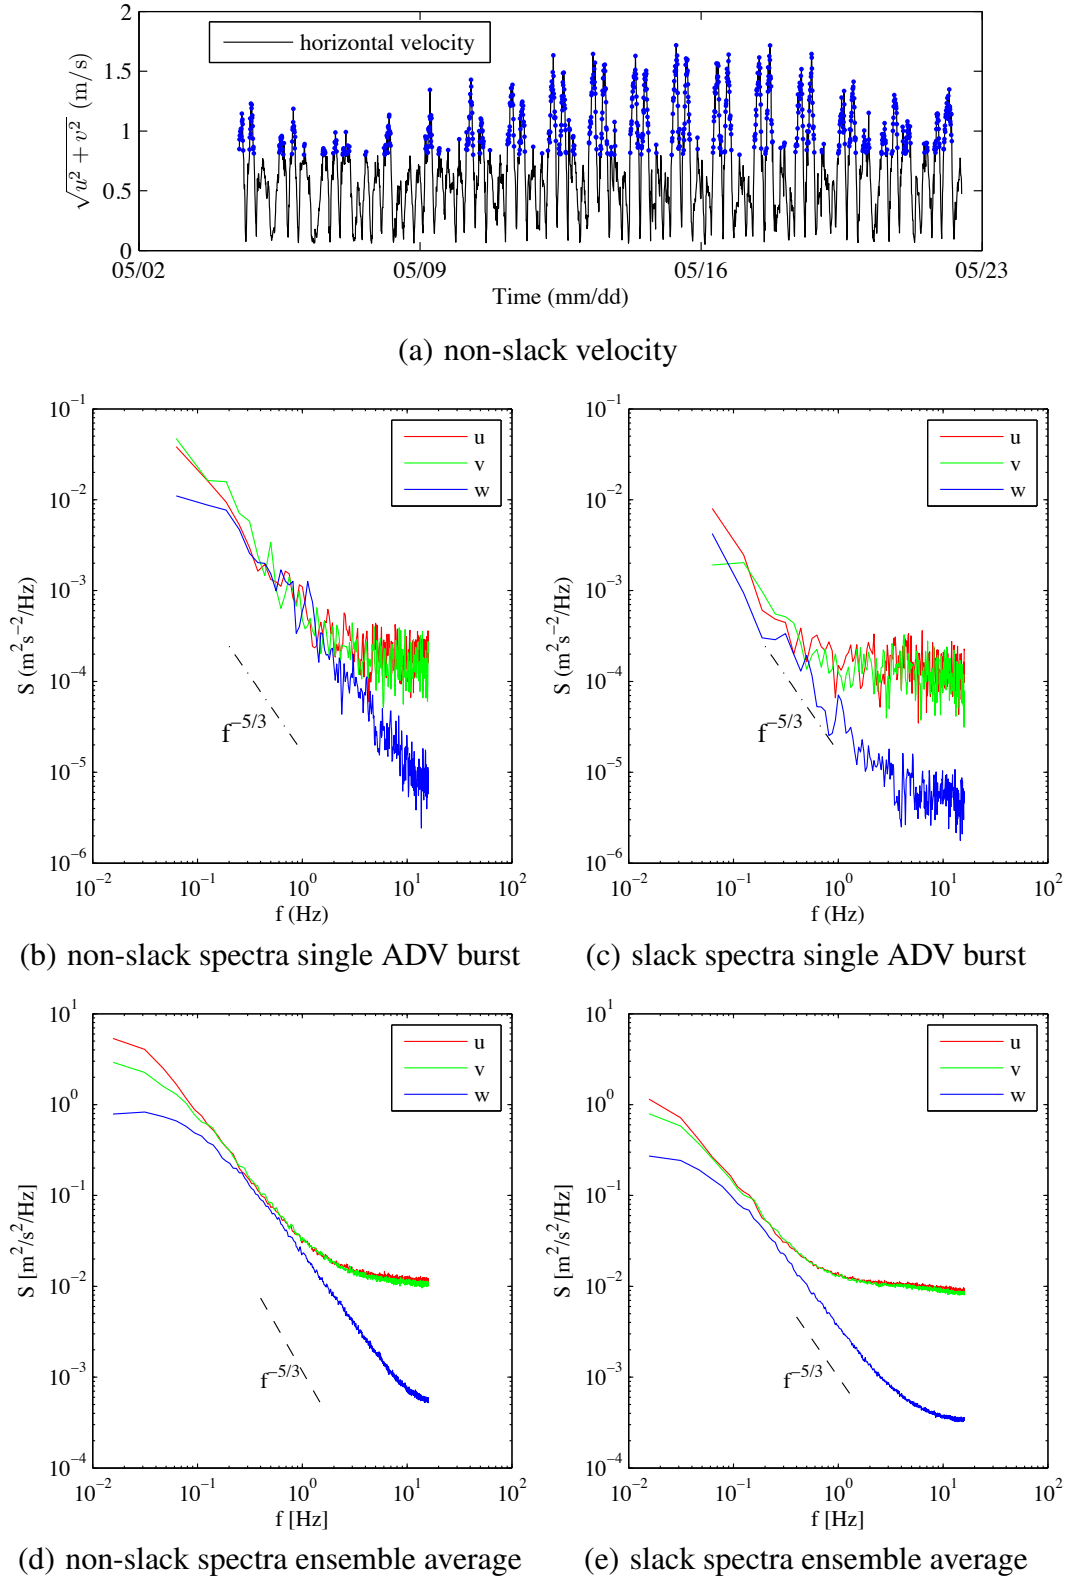 2
1.5
1
0.5
0
√u² + v² (m/s)
horizontal velocity
05/02 05/09 05/16 05/23
Time (mm/dd)
(a) non-slack velocity
10⁻¹
10⁻²
10⁻³
10⁻⁴
10⁻⁵
10⁻⁶
S (m²s⁻²/Hz)
u
v
w
f⁻⁵/³
10⁻² 10⁻¹ 10⁰ 10¹ 10²
f (Hz)
(b) non-slack spectra single ADV burst
10⁻¹
10⁻²
10⁻³
10⁻⁴
10⁻⁵
10⁻⁶
S (m²s⁻²/Hz)
u
v
w
f⁻⁵/³
10⁻² 10⁻¹ 10⁰ 10¹ 10²
f (Hz)
(c) slack spectra single ADV burst
10¹
10⁰
10⁻¹
10⁻²
10⁻³
10⁻⁴
S [m²/s²/Hz]
u
v
w
f⁻⁵/³
10⁻² 10⁻¹ 10⁰ 10¹ 10²
f [Hz]
(d) non-slack spectra ensemble average
10¹
10⁰
10⁻¹
10⁻²
10⁻³
10⁻⁴
S [m²/s²/Hz]
u
v
w
f⁻⁵/³
10⁻² 10⁻¹ 10⁰ 10¹ 10²
f [Hz]
(e) slack spectra ensemble average